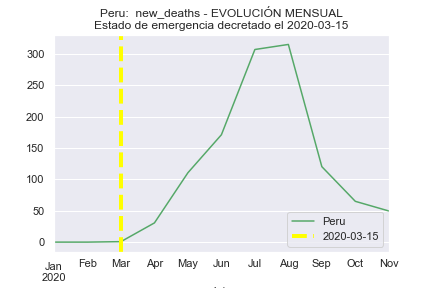 Peru:  new_deaths - EVOLUCIÓN MENSUAL
Estado de emergencia decretado el 2020-03-15
300
250
200
150
100
50
0
Peru
2020-03-15
Jan Feb Mar Apr May Jun Jul Aug Sep Oct Nov
2020